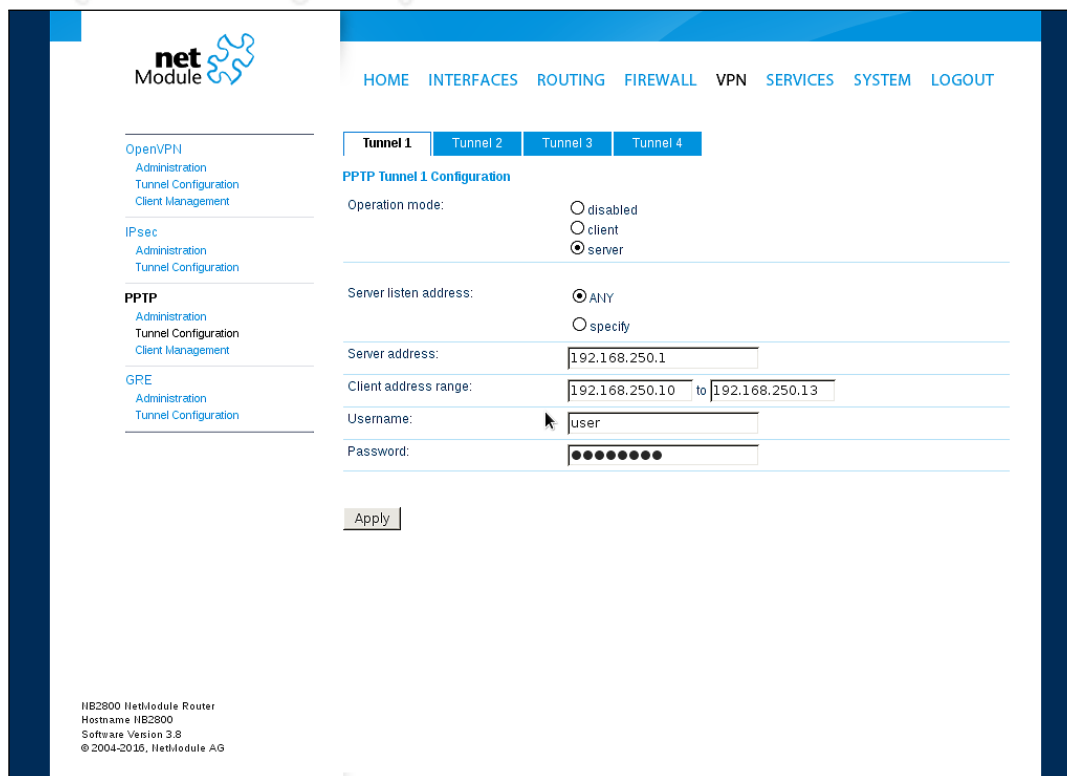 net
Module
HOME INTERFACES ROUTING FIREWALL VPN SERVICES SYSTEM LOGOUT
OpenVPN
Administration
Tunnel Configuration
Client Management
IPsec
Administration
Tunnel Configuration
PPTP
Administration
Tunnel Configuration
Client Management
GRE
Administration
Tunnel Configuration
Tunnel 1 Tunnel 2 Tunnel 3 Tunnel 4
PPTP Tunnel 1 Configuration
Operation mode:
disabled
client
server
Server listen address:
ANY
specify
Server address: 192.168.250.1
Client address range: 192.168.250.10 to 192.168.250.13
Username: user
Password: ●●●●●●●●
Apply
NB2800 NetModule Router
Hostname NB2800
Software Version 3.8
© 2004-2016, NetModule AG